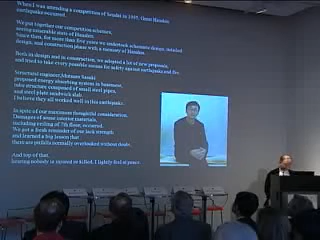 When I was attending a competition of Sendai in 1995, Great Hanshin
earthquake occurred.
We put together our competition schemes,
seeing miserable state of Hanshin.
Since then, for more than five years we undertook schematic design, detailed
design, and construction phase with a memory of Hanshin.
Both in design and in construction, we adopted a lot of new proposals,
and tried to take every possible means for safety against earthquake and fire.
Structural engineer, Mutsuro Sasaki
proposed energy absorbing system in basement,
tube structure composed of small steel pipes,
and steel plate sandwich slab.
I believe they all worked well in this earthquake.
In spite of our maximum thoughtful consideration,
Damages of some interior materials,
including ceiling of 7th floor, occurred.
We got a fresh reminder of our lack strength
and learned a big lesson that
there are pitfalls normally overlooked without doubt.
And top of that,
hearing nobody is injured or killed, I lightly feel at peace